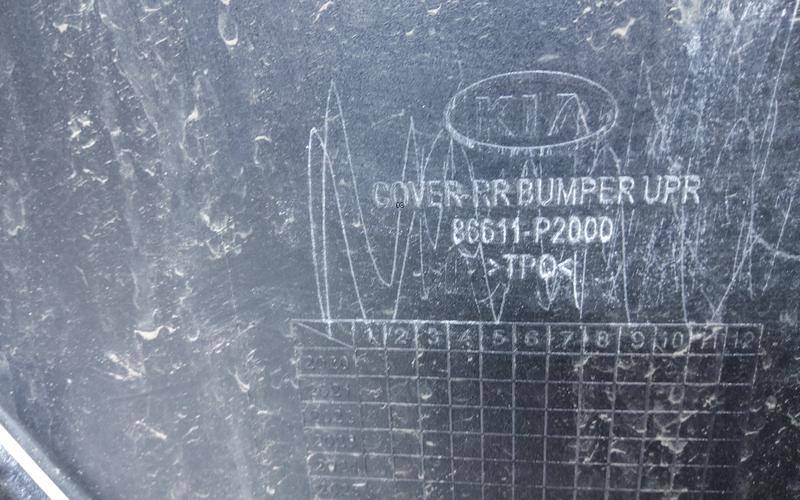 KIA
COVER-RR BUMPER UPR
86611-P2000
>TPO<
1 2 3 4 5 6 7 8 9 10 11 12
2020
2021